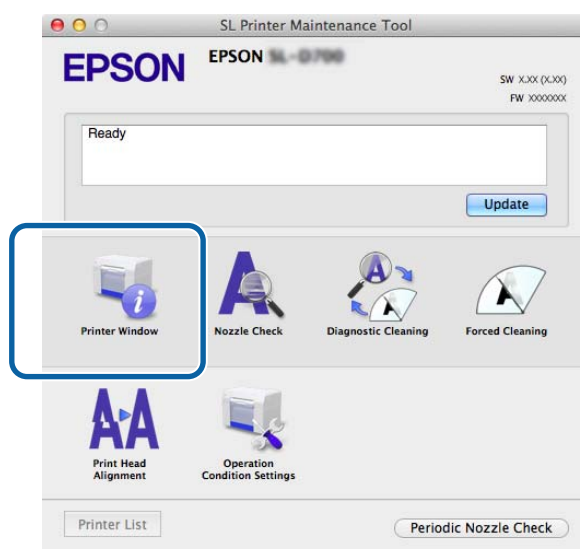 SL Printer Maintenance Tool
EPSON
EPSON
SW X.XX (X.XX)
FW XXXXXXX
Ready
Update
Printer Window
Nozzle Check
Diagnostic Cleaning
Forced Cleaning
Print Head
Alignment
Operation
Condition Settings
Printer List
Periodic Nozzle Check